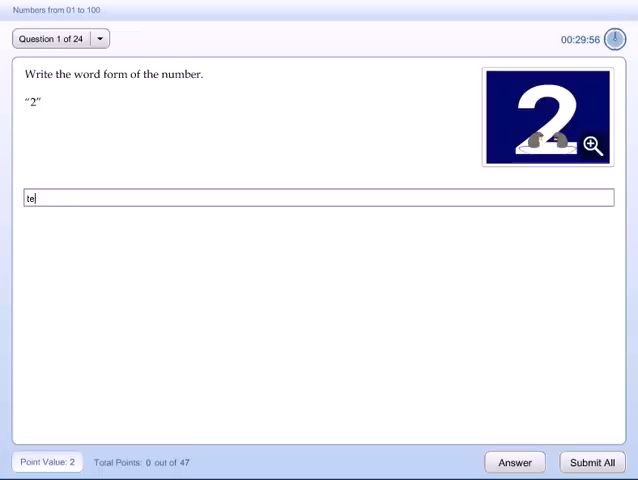 Numbers from 01 to 100
Question 1 of 24
00:29:56
Write the word form of the number.
“2”
2
te
Point Value: 2
Total Points: 0 out of 47
Answer
Submit All